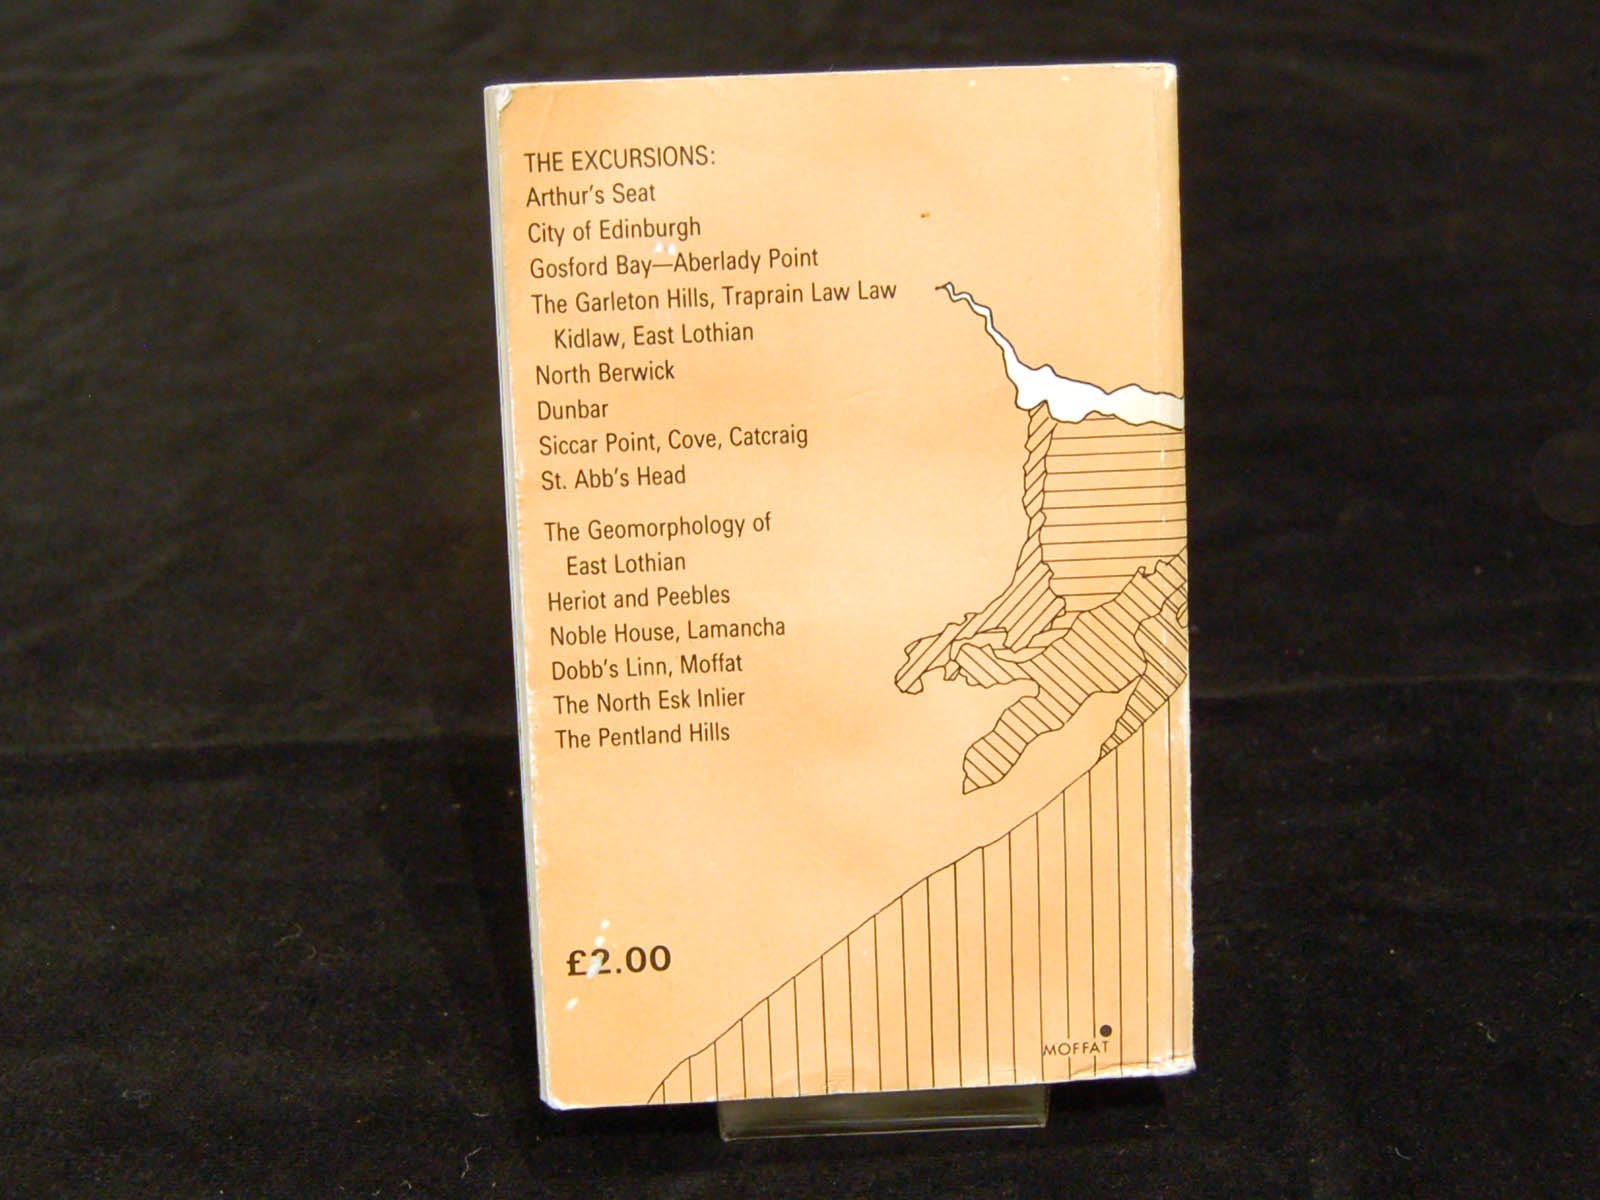 THE EXCURSIONS:
Arthur's Seat
City of Edinburgh
Gosford Bay—Aberlady Point
The Garleton Hills, Traprain Law Law
Kidlaw, East Lothian
North Berwick
Dunbar
Siccar Point, Cove, Catcraig
St. Abb's Head
The Geomorphology of
East Lothian
Heriot and Peebles
Noble House, Lamancha
Dobb's Linn, Moffat
The North Esk Inlier
The Pentland Hills
£2.00
MOFFAT